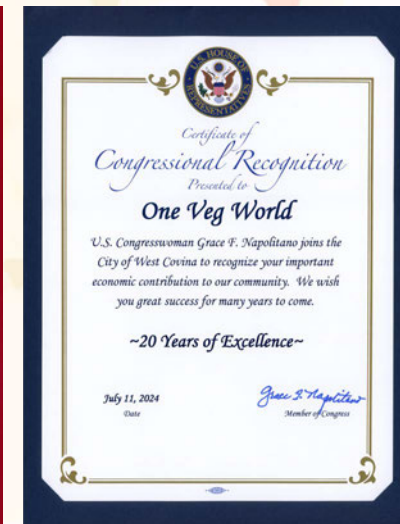 U.S. HOUSE OF REPRESENTATIVES
Certificate of
Congressional Recognition
Presented to
One Veg World
U.S. Congresswoman Grace F. Napolitano joins the
City of West Covina to recognize your important
economic contribution to our community. We wish
you great success for many years to come.
~20 Years of Excellence~
July 11, 2024
Grace F. Napolitano
Date
Member of Congress